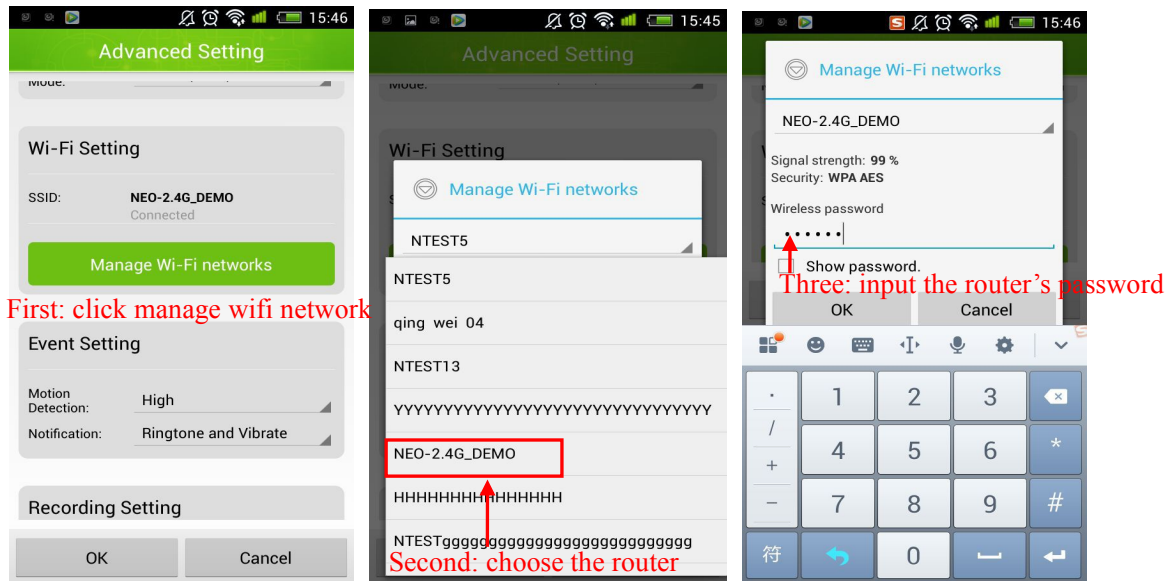 15:46
Advanced Setting
Mode:
Wi-Fi Setting
SSID:
NEO-2.4G_DEMO
Connected
Manage Wi-Fi networks
First: click manage wifi network
Event Setting
Motion
Detection:
High
Notification:
Ringtone and Vibrate
Recording Setting
OK
Cancel
15:45
Advanced Setting
Mode:
Wi-Fi Setting
Manage Wi-Fi networks
NTEST5
NTEST5
qing wei 04
NTEST13
YYYYYYYYYYYYYYYYYYYYYYYYYYYYYYYY
NEO-2.4G_DEMO
HHHHHHHHHHHHHHHH
NTESTggggggggggggggggggggggggggg
Second: choose the router
S
15:46
Manage Wi-Fi networks
NEO-2.4G_DEMO
Signal strength: 99 %
Security: WPA AES
Wireless password
••••••
Show password.
Three: input the router's password
OK
Cancel
. 1 2 3
/
+ 4 5 6 *
- 7 8 9 #
符 0